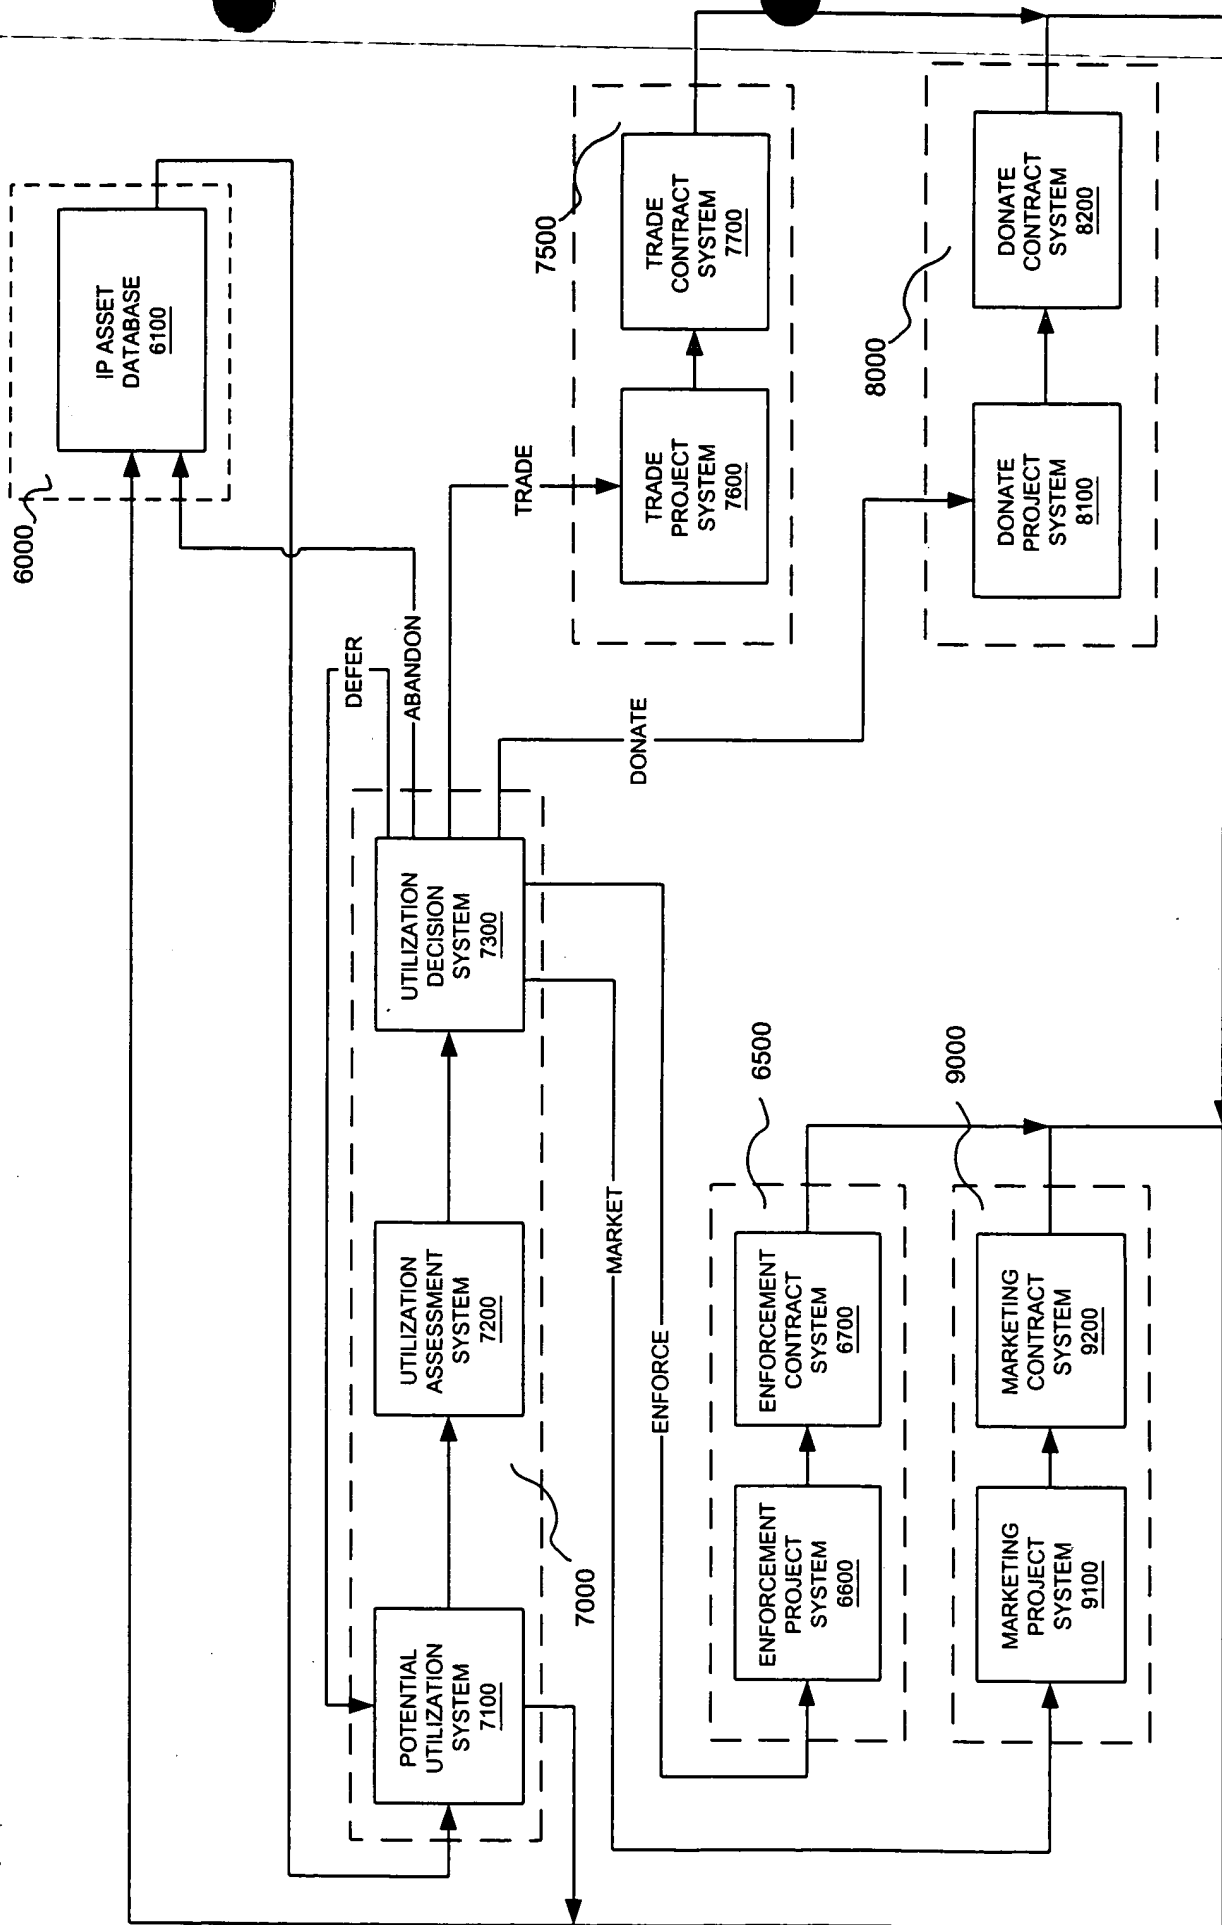 6000
IP ASSET
DATABASE
6100
DEFER
ABANDON
TRADE
DONATE
MARKET
ENFORCE
POTENTIAL
UTILIZATION
SYSTEM
7100
UTILIZATION
ASSESSMENT
SYSTEM
7200
UTILIZATION
DECISION
SYSTEM
7300
7000
7500
TRADE
PROJECT
SYSTEM
7600
TRADE
CONTRACT
SYSTEM
7700
8000
DONATE
PROJECT
SYSTEM
8100
DONATE
CONTRACT
SYSTEM
8200
6500
ENFORCEMENT
PROJECT
SYSTEM
6600
ENFORCEMENT
CONTRACT
SYSTEM
6700
9000
MARKETING
PROJECT
SYSTEM
9100
MARKETING
CONTRACT
SYSTEM
9200